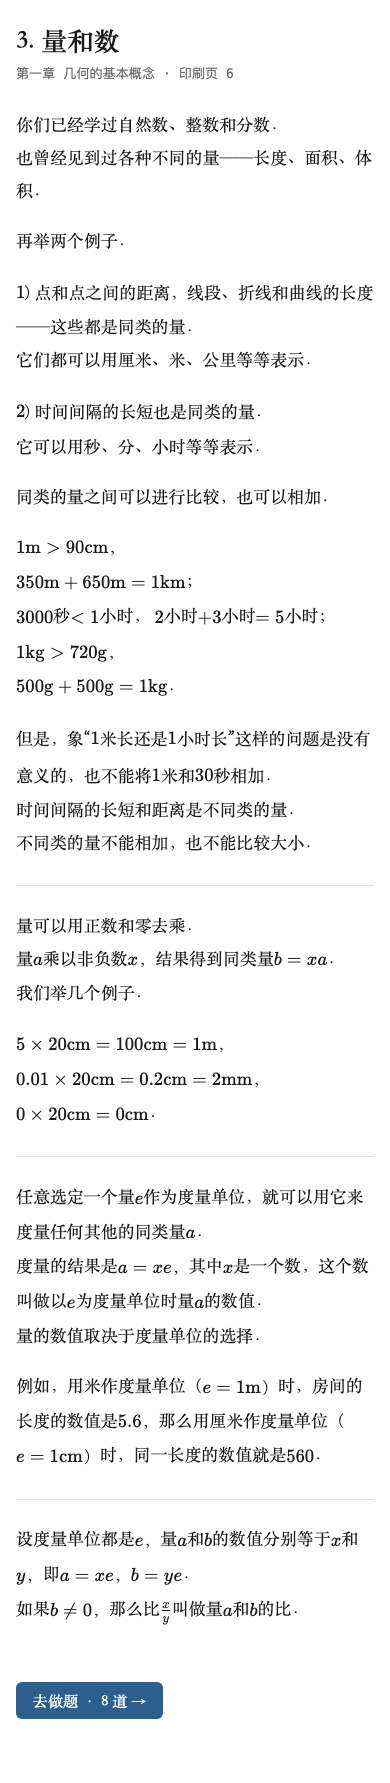 3. 量和数
第一章 几何的基本概念 · 印刷页 6
你们已经学过自然数、整数和分数.
也曾经见到过各种不同的量——长度、面积、体
积.
再举两个例子.
1) 点和点之间的距离，线段、折线和曲线的长度
——这些都是同类的量.
它们都可以用厘米、米、公里等等表示.
2) 时间间隔的长短也是同类的量.
它可以用秒、分、小时等等表示.
同类的量之间可以进行比较，也可以相加.
1m > 90cm，
350m + 650m = 1km；
3000秒< 1小时， 2小时+3小时= 5小时；
1kg > 720g，
500g + 500g = 1kg.
但是，象“1米长还是1小时长”这样的问题是没有
意义的，也不能将1米和30秒相加.
时间间隔的长短和距离是不同类的量.
不同类的量不能相加，也不能比较大小.
量可以用正数和零去乘.
量a乘以非负数x，结果得到同类量b = xa.
我们举几个例子.
5 × 20cm = 100cm = 1m，
0.01 × 20cm = 0.2cm = 2mm，
0 × 20cm = 0cm.
任意选定一个量e作为度量单位，就可以用它来
度量任何其他的同类量a.
度量的结果是a = xe，其中x是一个数，这个数
叫做以e为度量单位时量a的数值.
量的数值取决于度量单位的选择.
例如，用米作度量单位（e = 1m）时，房间的
长度的数值是5.6，那么用厘米作度量单位（
e = 1cm）时，同一长度的数值就是560.
设度量单位都是e，量a和b的数值分别等于x和
y，即a = xe，b = ye.
如果b ≠ 0，那么比x/y叫做量a和b的比.
去做题 · 8 道 →